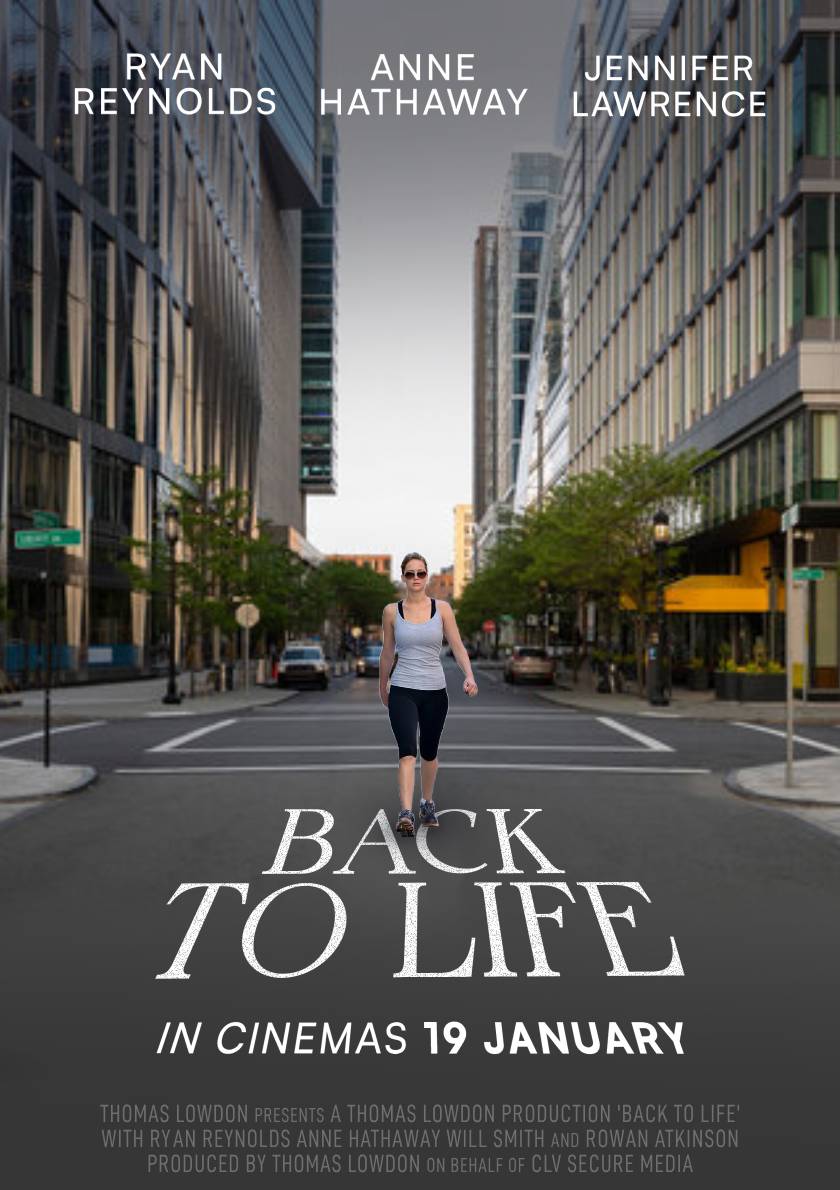 RYAN
REYNOLDS
ANNE
HATHAWAY
JENNIFER
LAWRENCE
BACK
TO LIFE
IN CINEMAS 19 JANUARY
THOMAS LOWDON PRESENTS A THOMAS LOWDON PRODUCTION 'BACK TO LIFE'
WITH RYAN REYNOLDS ANNE HATHAWAY WILL SMITH AND ROWAN ATKINSON
PRODUCED BY THOMAS LOWDON ON BEHALF OF CLV SECURE MEDIA